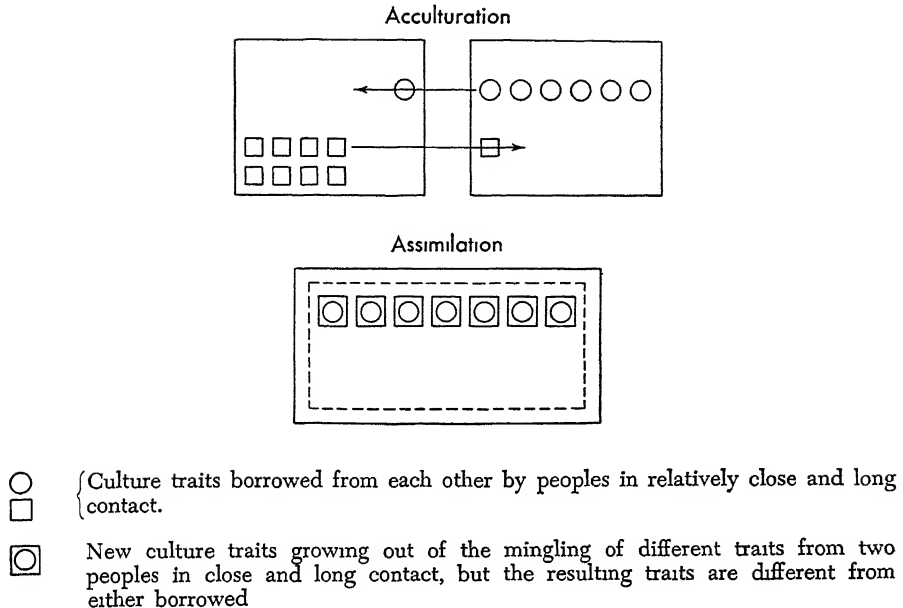 Acculturation
Assimilation
Culture traits borrowed from each other by peoples in relatively close and long
contact.
New culture traits growing out of the mingling of different traits from two
peoples in close and long contact, but the resulting traits are different from
either borrowed